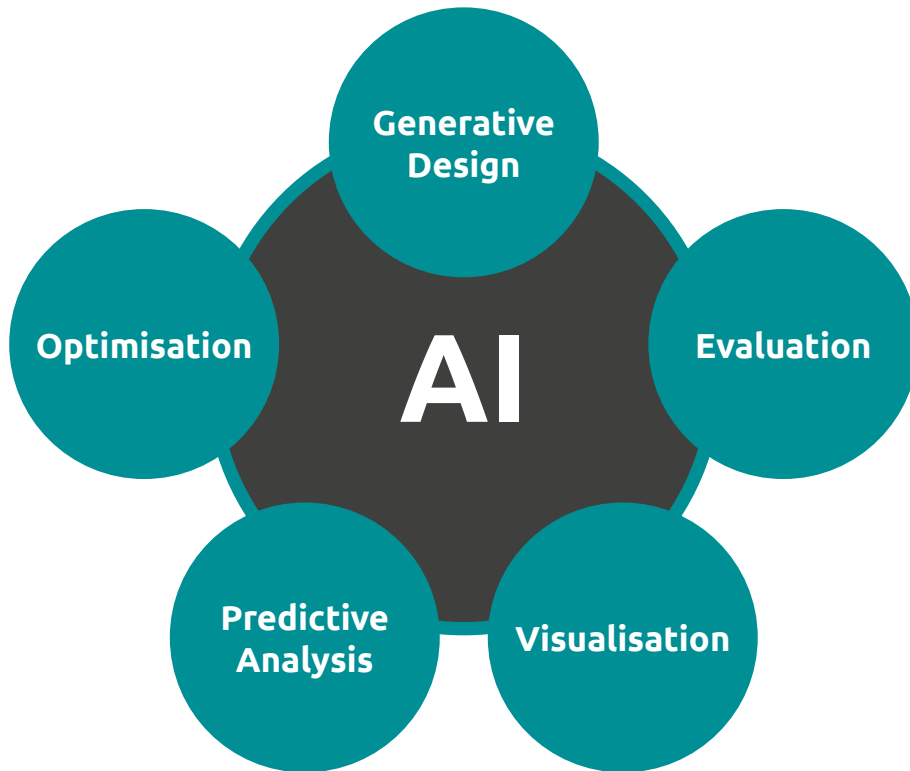 Generative
Design
Optimisation
AI
Evaluation
Predictive
Analysis
Visualisation